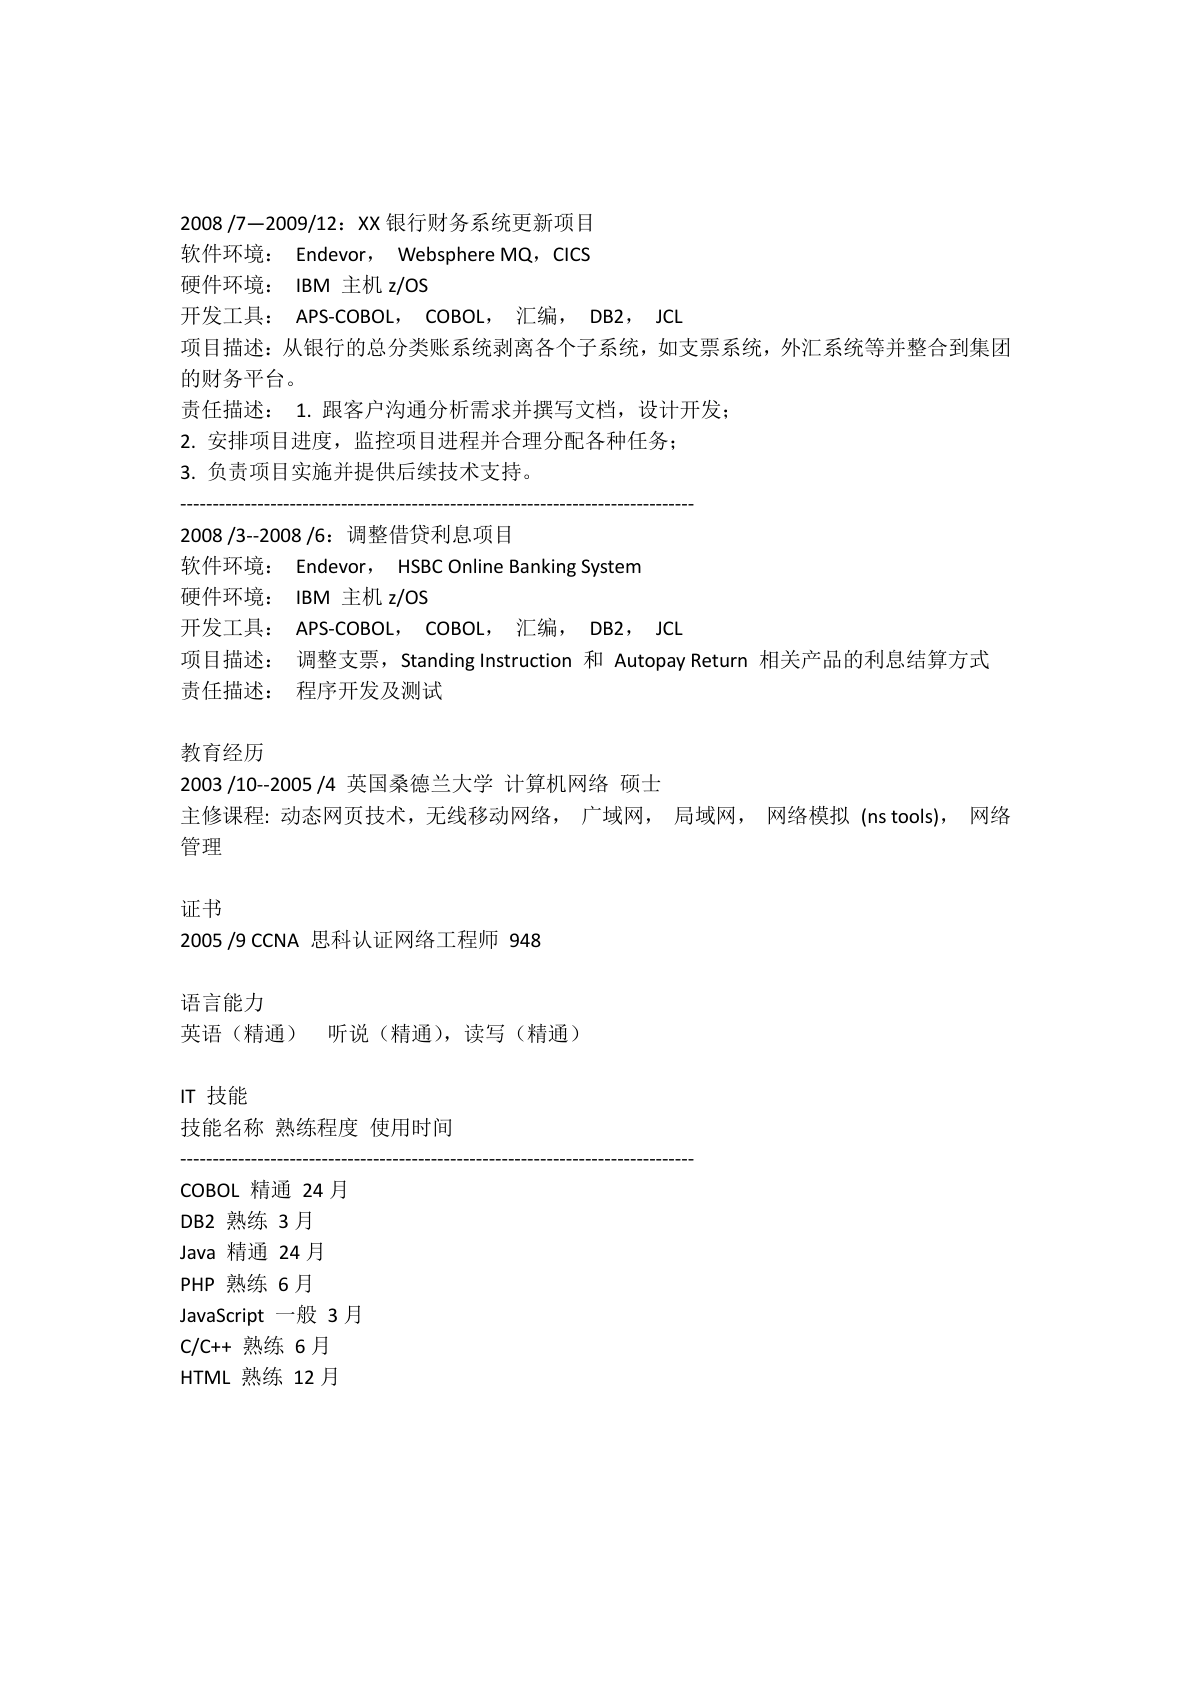 2008 /7—2009/12：XX 银行财务系统更新项目
软件环境： Endevor， Websphere MQ，CICS
硬件环境： IBM 主机 z/OS
开发工具： APS-COBOL， COBOL， 汇编， DB2， JCL
项目描述：从银行的总分类账系统剥离各个子系统，如支票系统，外汇系统等并整合到集团
的财务平台。
责任描述： 1. 跟客户沟通分析需求并撰写文档，设计开发；
2. 安排项目进度，监控项目进程并合理分配各种任务；
3. 负责项目实施并提供后续技术支持。
--------------------------------------------------------------------------------
2008 /3--2008 /6：调整借贷利息项目
软件环境： Endevor， HSBC Online Banking System
硬件环境： IBM 主机 z/OS
开发工具： APS-COBOL， COBOL， 汇编， DB2， JCL
项目描述： 调整支票，Standing Instruction 和 Autopay Return 相关产品的利息结算方式
责任描述： 程序开发及测试
教育经历
2003 /10--2005 /4 英国桑德兰大学 计算机网络 硕士
主修课程: 动态网页技术，无线移动网络， 广域网， 局域网， 网络模拟 (ns tools)， 网络
管理
证书
2005 /9 CCNA 思科认证网络工程师 948
语言能力
英语（精通） 听说（精通），读写（精通）
IT 技能
技能名称 熟练程度 使用时间
--------------------------------------------------------------------------------
COBOL 精通 24 月
DB2 熟练 3 月
Java 精通 24 月
PHP 熟练 6 月
JavaScript 一般 3 月
C/C++ 熟练 6 月
HTML 熟练 12 月